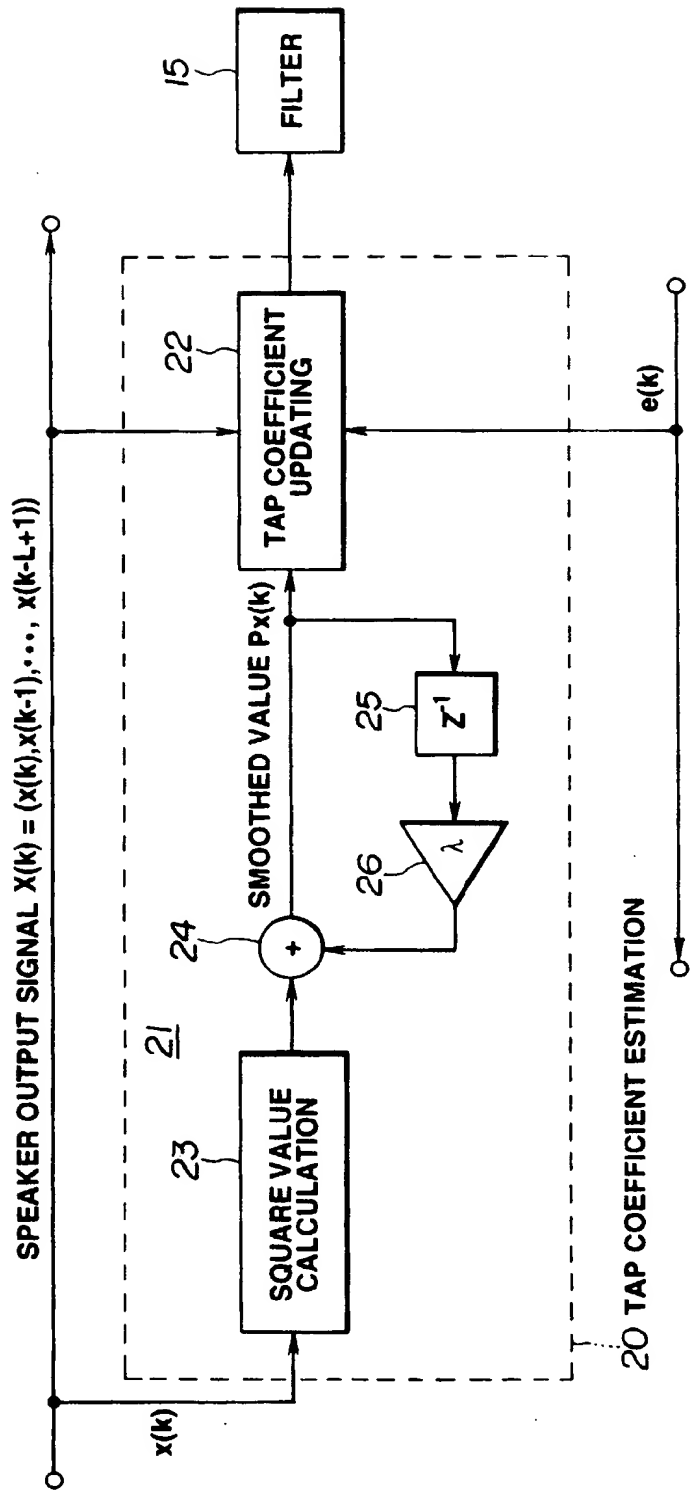 SPEAKER OUTPUT SIGNAL X(k) = (x(k),x(k-1),•••, x(k-L+1))
x(k)
21
23
SQUARE VALUE
CALCULATION
24
+
SMOOTHED VALUE Px(k)
26
λ
25
Z-1
22
TAP COEFFICIENT
UPDATING
15
FILTER
e(k)
20 TAP COEFFICIENT ESTIMATION